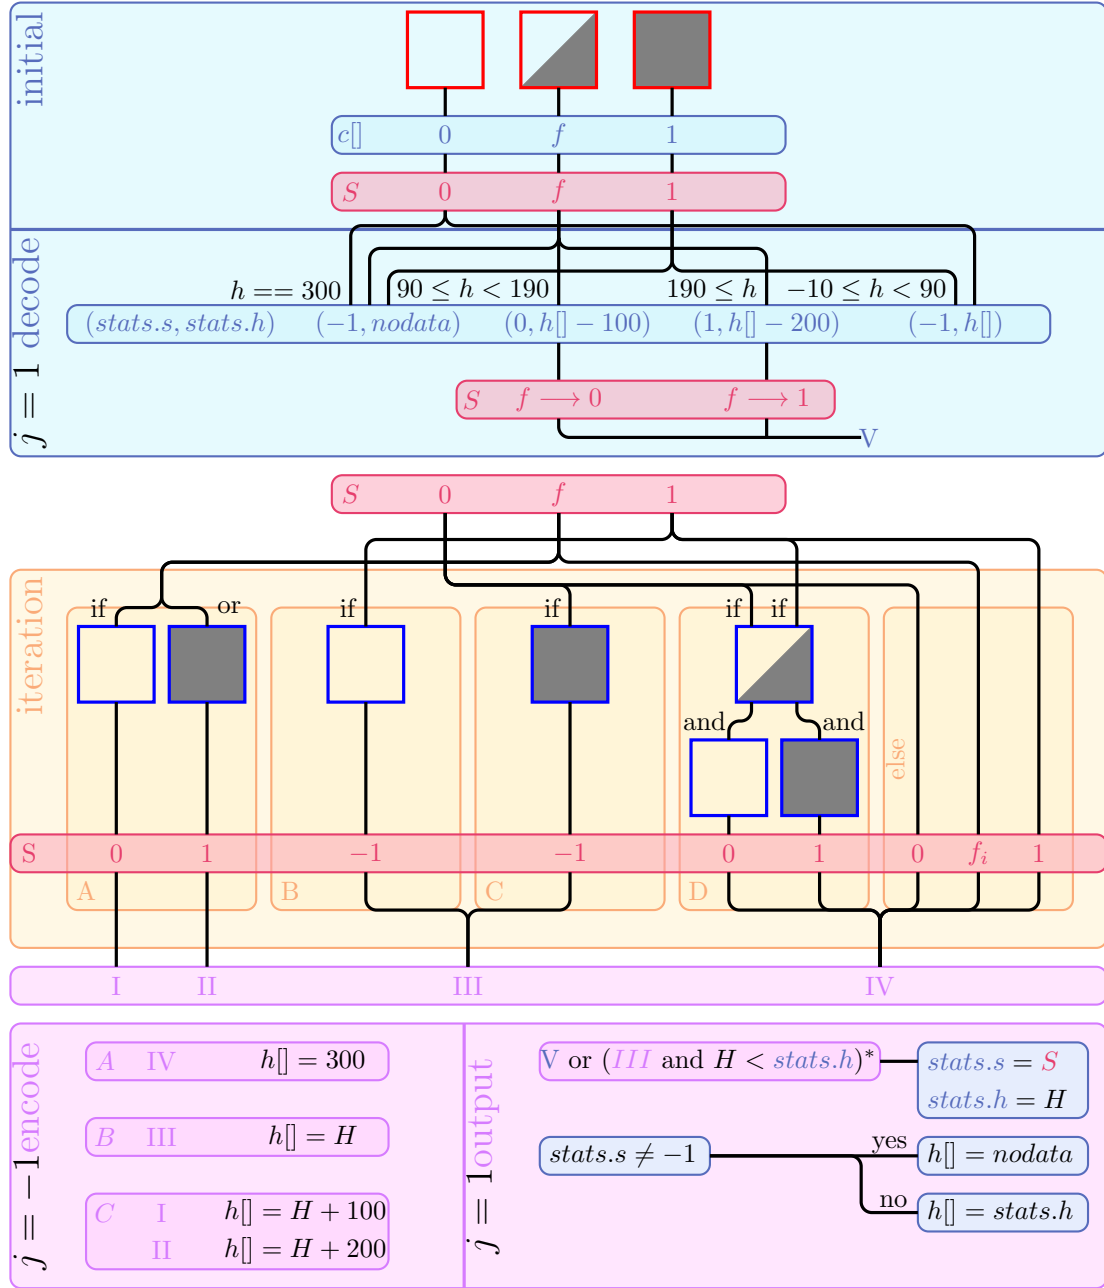 initial
c[] 0 f 1
S 0 f 1
j = 1 decode
h == 300 90 ≤ h < 190 190 ≤ h −10 ≤ h < 90
(stats.s, stats.h) (−1, nodata) (0, h[] − 100) (1, h[] − 200) (−1, h[])
S f ⟶ 0 f ⟶ 1
V
S 0 f 1
iteration
if or if if if if
and and
else
S 0 1 −1 −1 0 1 0 f_i 1
A B C D
I II III IV
j = −1 encode
A IV h[] = 300
B III h[] = H
C I h[] = H + 100
II h[] = H + 200
j = 1 output
V or (III and H < stats.h)*
stats.s = S
stats.h = H
stats.s ≠ −1
yes
h[] = nodata
no
h[] = stats.h